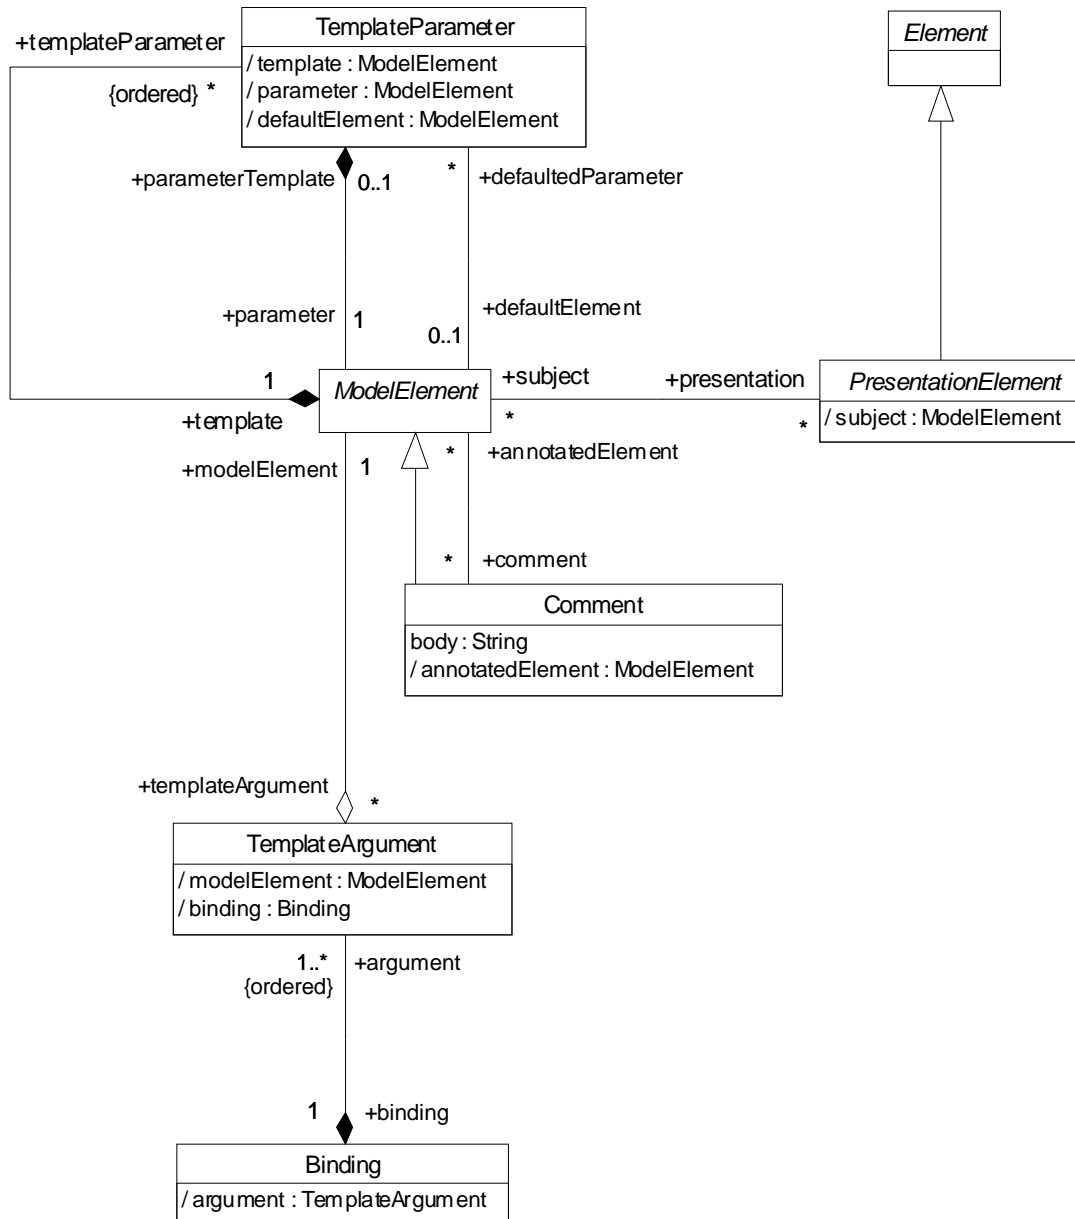 TemplateParameter
/ template : ModelElement
/ parameter : ModelElement
/ defaultElement : ModelElement
+templateParameter
{ordered} *
Element
+parameterTemplate
0..1
*
+defaultedParameter
+parameter
1
+defaultElement
0..1
1
+template
ModelElement
+subject
*
+presentation
*
PresentationElement
/ subject : ModelElement
+modelElement
1
*
+annotatedElement
*
+comment
Comment
body : String
/ annotatedElement : ModelElement
+templateArgument
*
TemplateArgument
/ modelElement : ModelElement
/ binding : Binding
1..*
+argument
{ordered}
1
+binding
Binding
/ argument : TemplateArgument